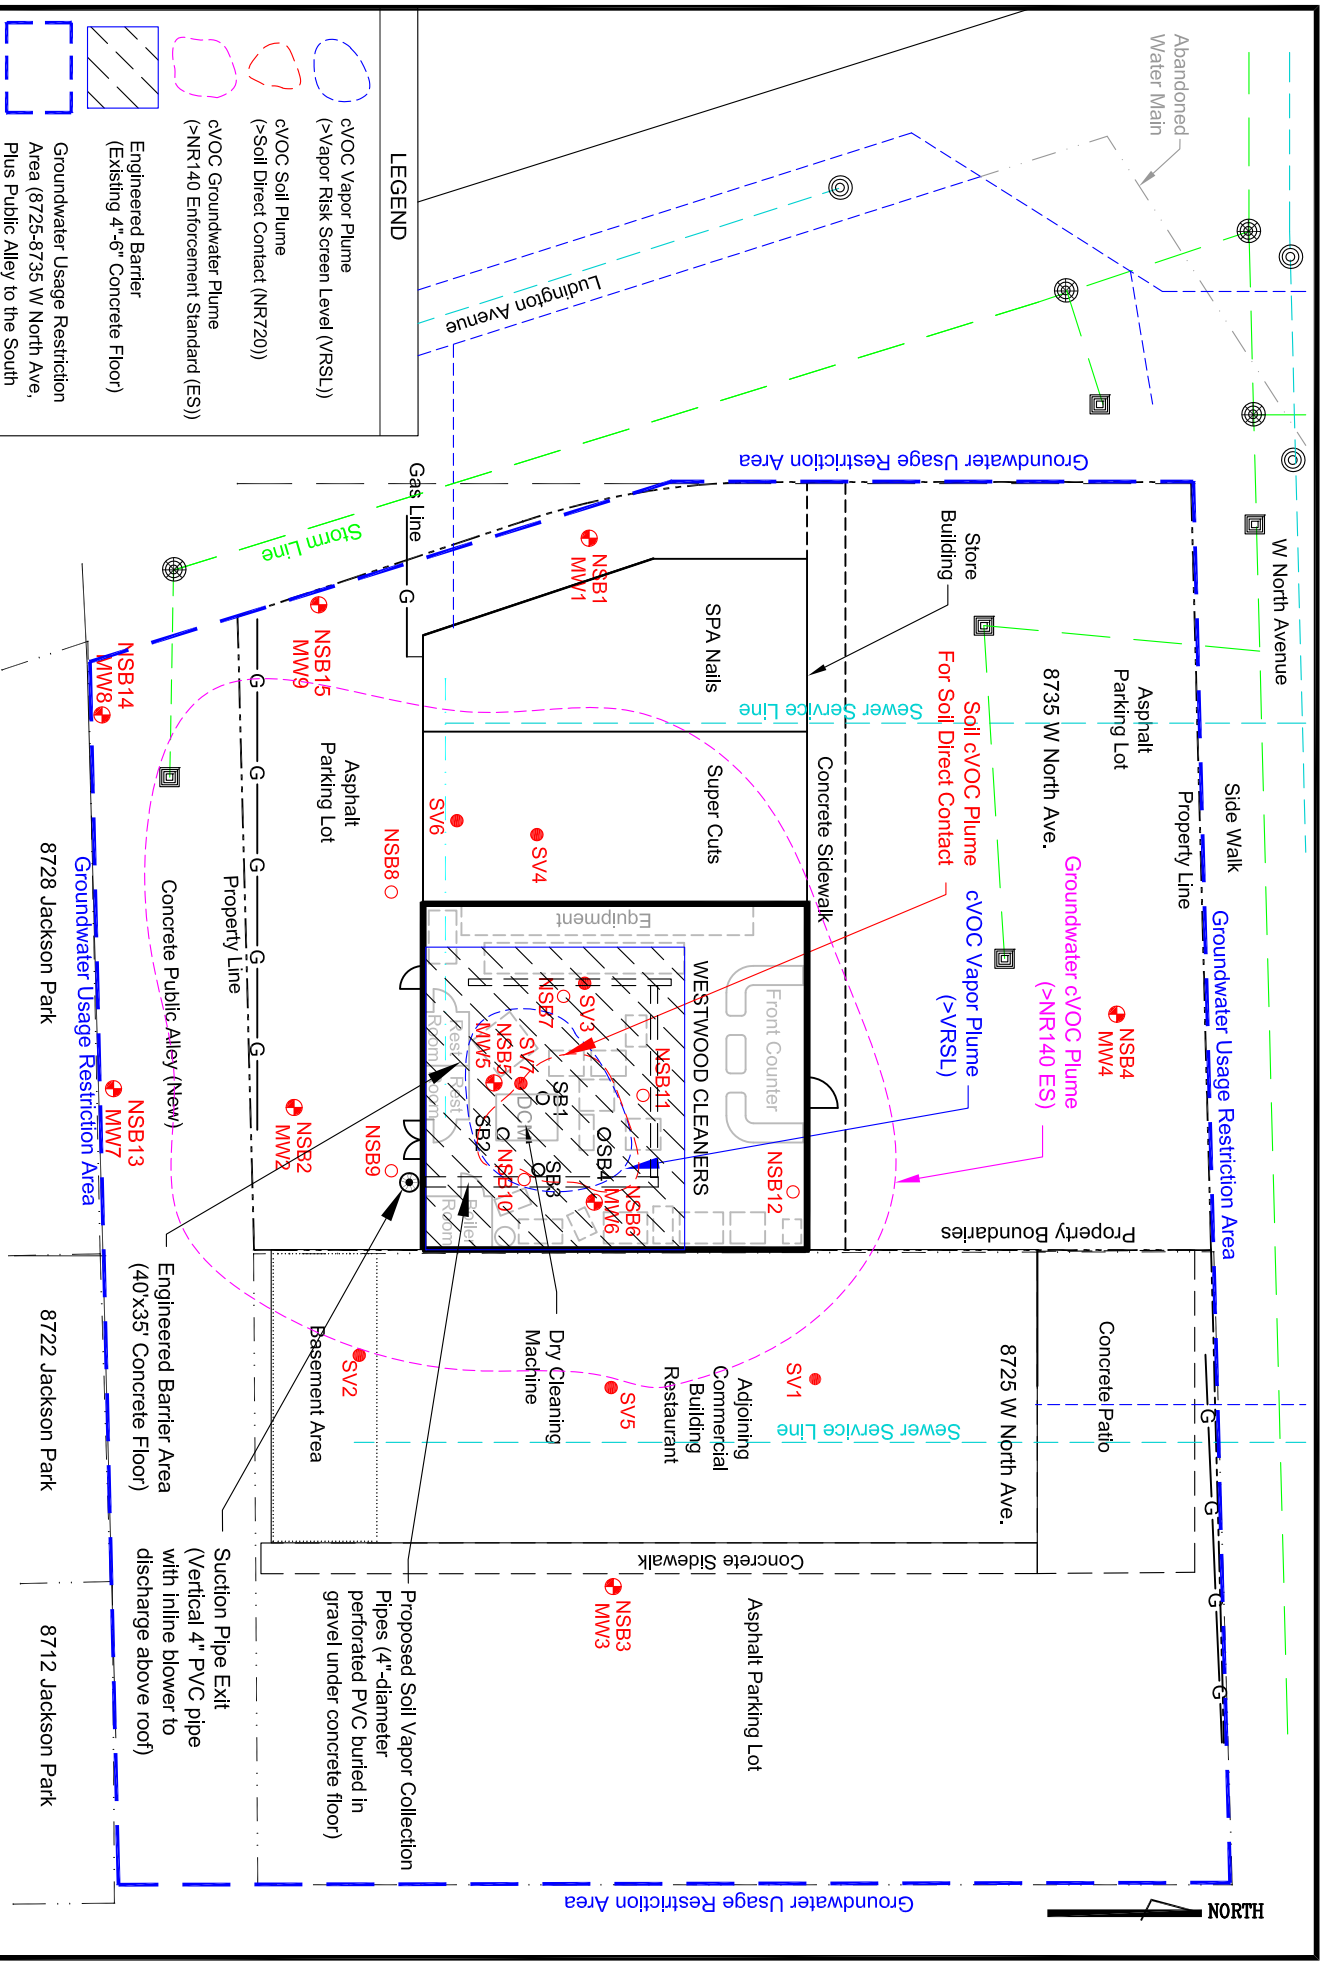 Abandoned
Water Main
W North Avenue
Side Walk
Property Line
Groundwater Usage Restriction Area
NORTH
Groundwater Usage Restriction Area
Asphalt
Parking Lot
8735 W North Ave.
Store
Building
Soil cVOC Plume
For Soil Direct Contact
cVOC Vapor Plume
(>VRSL)
Groundwater cVOC Plume
(>NR140 ES)
NSB4
MW4
Property Boundaries
Concrete Patio
8725 W North Ave.
Concrete Sidewalk
Sewer Service Line
SPA Nails
Super Cuts
WESTWOOD CLEANERS
Front Counter
Equipment
NSB12
NSB11
SV3
NSB7
SV7
NSB5
MW5
SB1
DCM
SB2
SB3
SB4
NSB10
NSB6
MW6
Rest
Room
Rest
Room
Boiler
Room
SV1
Adjoining
Commercial
Building
Restaurant
SV5
Sewer Service Line
Dry Cleaning
Machine
SV2
Basement Area
Concrete Sidewalk
NSB3
MW3
Asphalt Parking Lot
Groundwater Usage Restriction Area
Ludington Avenue
Gas Line
G
Storm Line
NSB1
MW1
NSB15
MW9
NSB14
MW8
SV4
SV6
NSB8
Asphalt
Parking Lot
NSB9
NSB2
MW2
NSB13
MW7
G
G
G
G
G
G
G
G
G
Property Line
Concrete Public Alley (New)
Groundwater Usage Restriction Area
8728 Jackson Park
8722 Jackson Park
8712 Jackson Park
Engineered Barrier Area
(40'x35' Concrete Floor)
Suction Pipe Exit
(Vertical 4" PVC pipe
with inline blower to
discharge above roof)
Proposed Soil Vapor Collection
Pipes (4"-diameter
perforated PVC buried in
gravel under concrete floor)
LEGEND
cVOC Vapor Plume
(>Vapor Risk Screen Level (VRSL))
cVOC Soil Plume
(>Soil Direct Contact (NR720))
cVOC Groundwater Plume
(>NR140 Enforcement Standard (ES))
Engineered Barrier
(Existing 4"-6" Concrete Floor)
Groundwater Usage Restriction
Area (8725-8735 W North Ave,
Plus Public Alley to the South